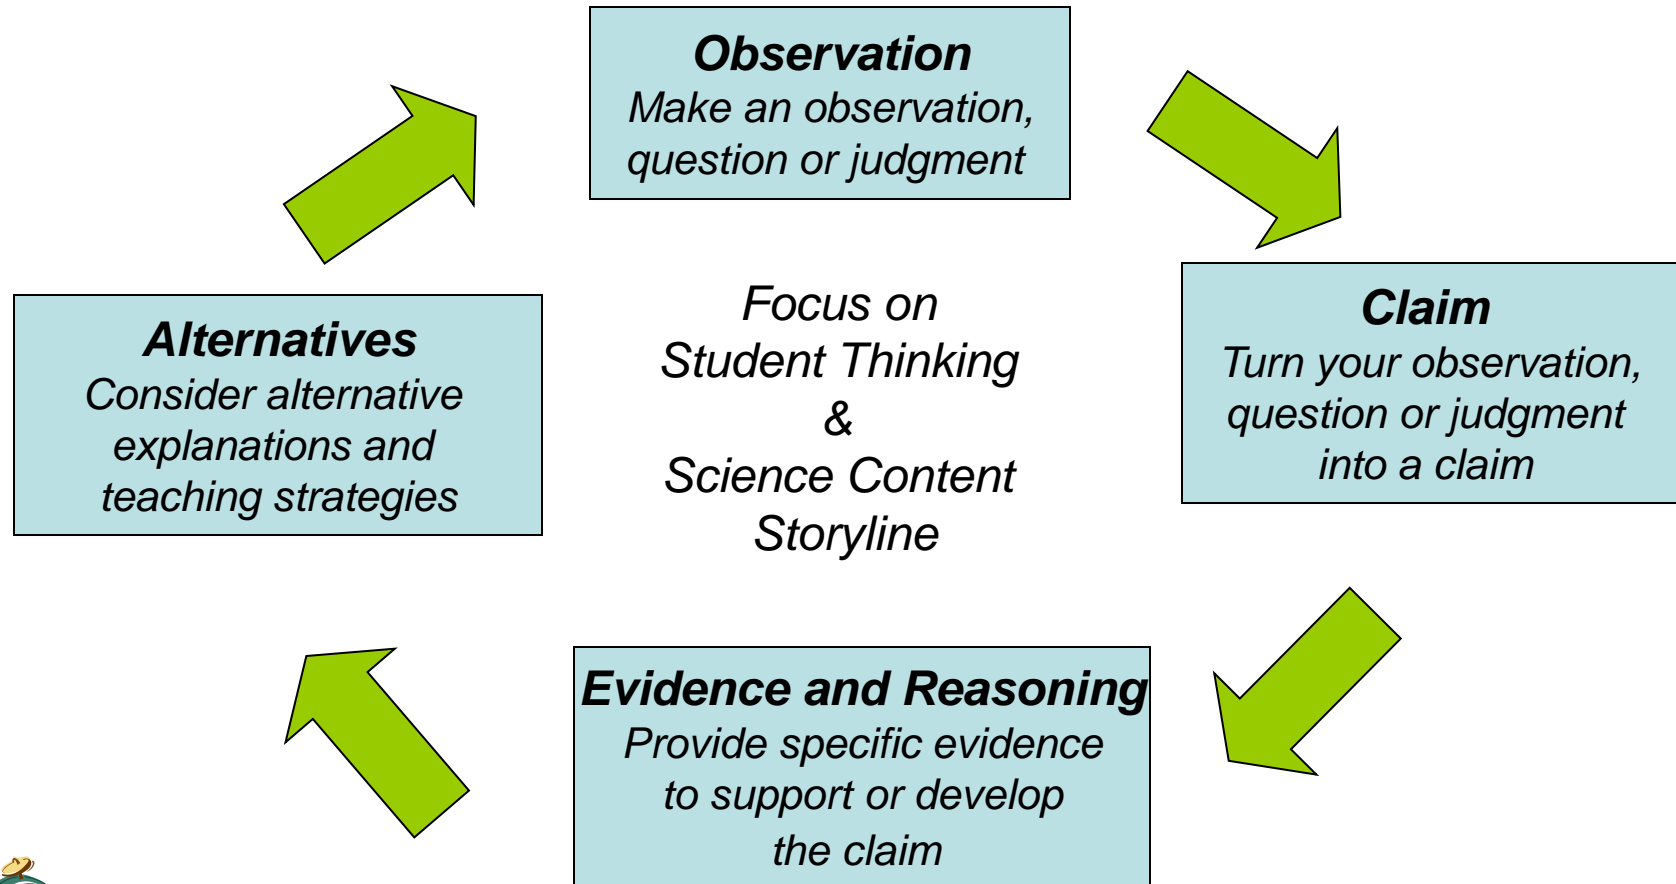 Observation
Make an observation,
question or judgment
Claim
Turn your observation,
question or judgment
into a claim
Evidence and Reasoning
Provide specific evidence
to support or develop
the claim
Alternatives
Consider alternative
explanations and
teaching strategies
Focus on
Student Thinking
&
Science Content
Storyline